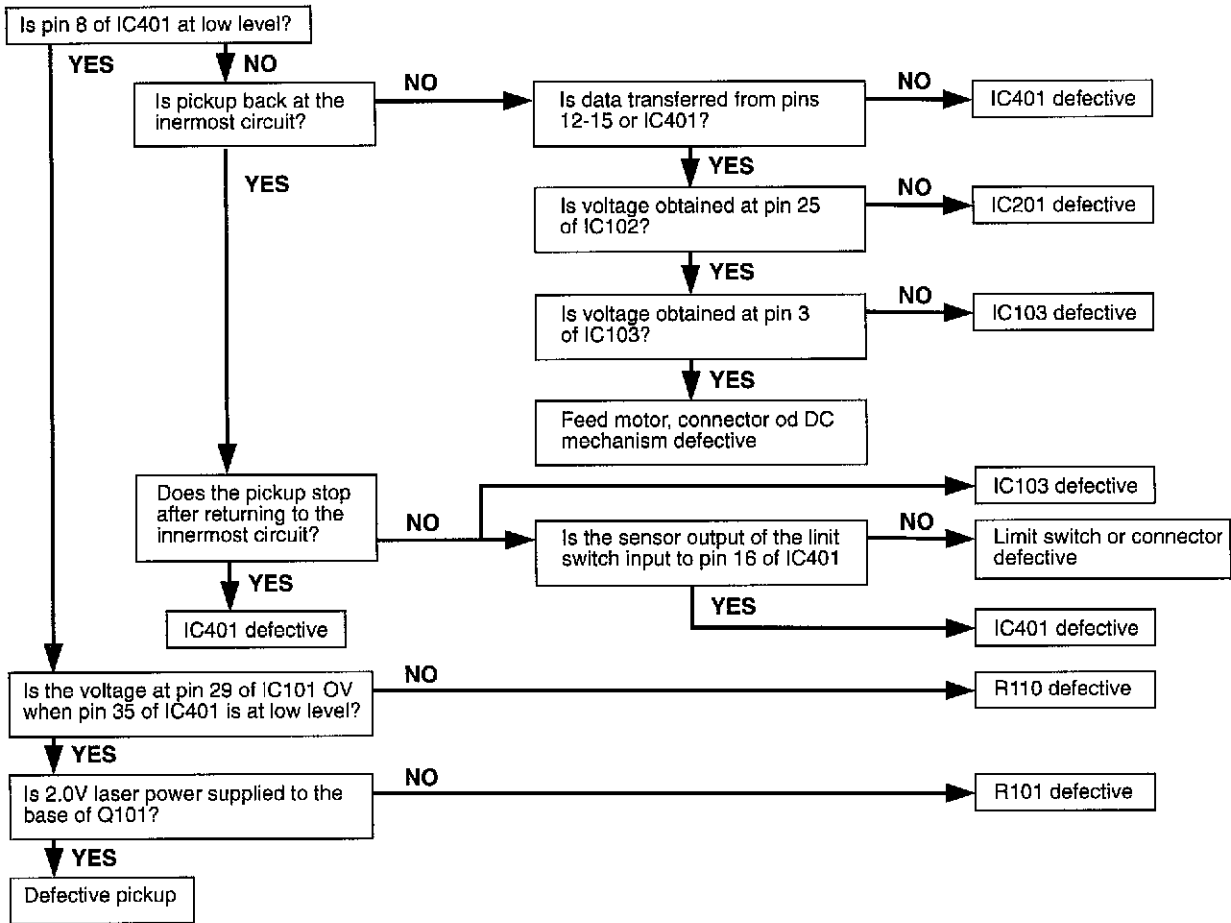 Is pin 8 of IC401 at low level?
YES
NO
Is pickup back at the
inermost circuit?
NO
Is data transferred from pins
12-15 or IC401?
NO
IC401 defective
YES
YES
Is voltage obtained at pin 25
of IC102?
NO
IC201 defective
YES
Is voltage obtained at pin 3
of IC103?
NO
IC103 defective
YES
Feed motor, connector od DC
mechanism defective
Does the pickup stop
after returning to the
innermost circuit?
NO
IC103 defective
Is the sensor output of the linit
switch input to pin 16 of IC401
NO
Limit switch or connector
defective
YES
IC401 defective
YES
IC401 defective
Is the voltage at pin 29 of IC101 OV
when pin 35 of IC401 is at low level?
NO
R110 defective
YES
Is 2.0V laser power supplied to the
base of Q101?
NO
R101 defective
YES
Defective pickup